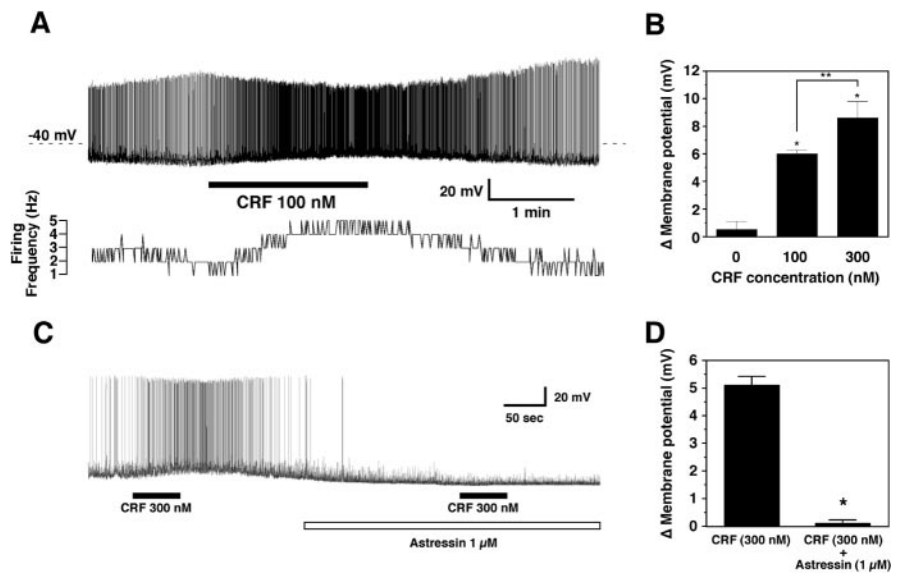 A
-40 mV
CRF 100 nM
20 mV
1 min
Firing
Frequency (Hz)
5
4
3
2
1
B
Δ Membrane potential (mV)
12
10
8
6
4
2
0
**
*
*
0 100 300
CRF concentration (nM)
C
20 mV
50 sec
CRF 300 nM
CRF 300 nM
Astressin 1 µM
D
Δ Membrane potential (mV)
6
5
4
3
2
1
0
*
CRF (300 nM) CRF (300 nM)
+
Astressin (1 µM)